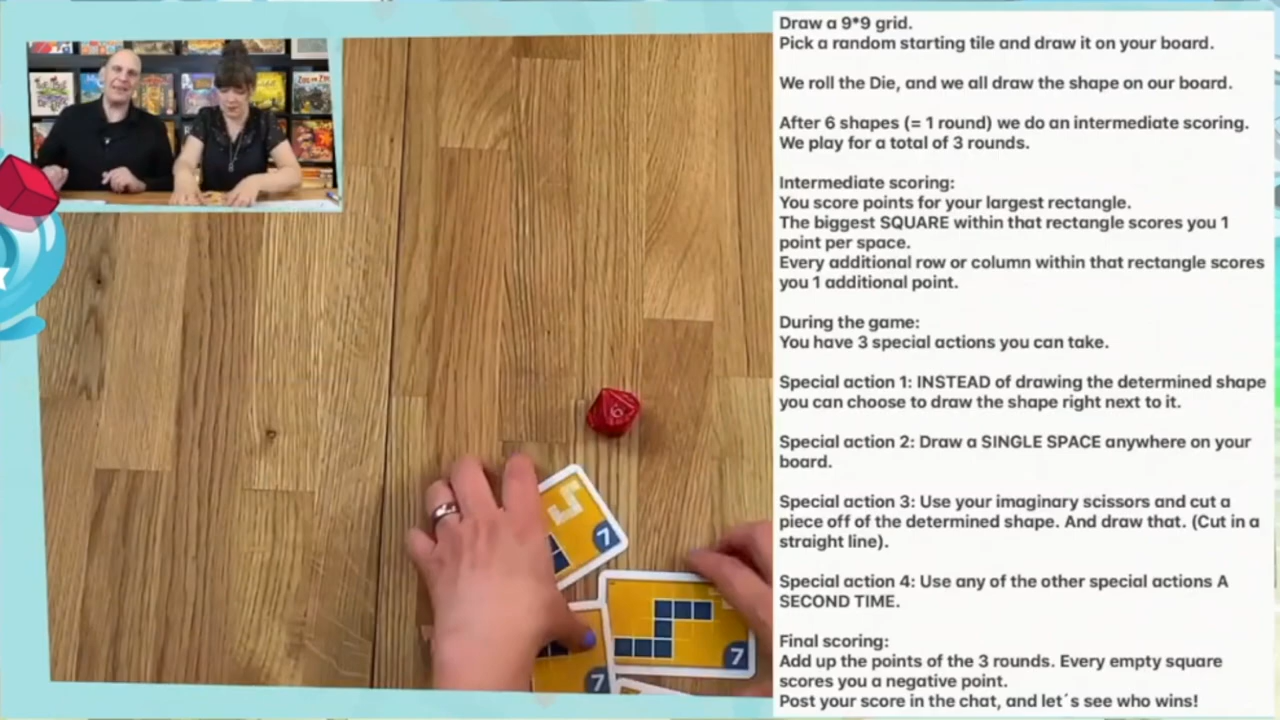 Draw a 9*9 grid.
Pick a random starting tile and draw it on your board.
We roll the Die, and we all draw the shape on our board.
After 6 shapes (= 1 round) we do an intermediate scoring.
We play for a total of 3 rounds.
Intermediate scoring:
You score points for your largest rectangle.
The biggest SQUARE within that rectangle scores you 1
point per space.
Every additional row or column within that rectangle scores
you 1 additional point.
During the game:
You have 3 special actions you can take.
Special action 1: INSTEAD of drawing the determined shape
you can choose to draw the shape right next to it.
Special action 2: Draw a SINGLE SPACE anywhere on your
board.
Special action 3: Use your imaginary scissors and cut a
piece off of the determined shape. And draw that. (Cut in a
straight line).
Special action 4: Use any of the other special actions A
SECOND TIME.
Final scoring:
Add up the points of the 3 rounds. Every empty square
scores you a negative point.
Post your score in the chat, and let´s see who wins!
6
7
7
7